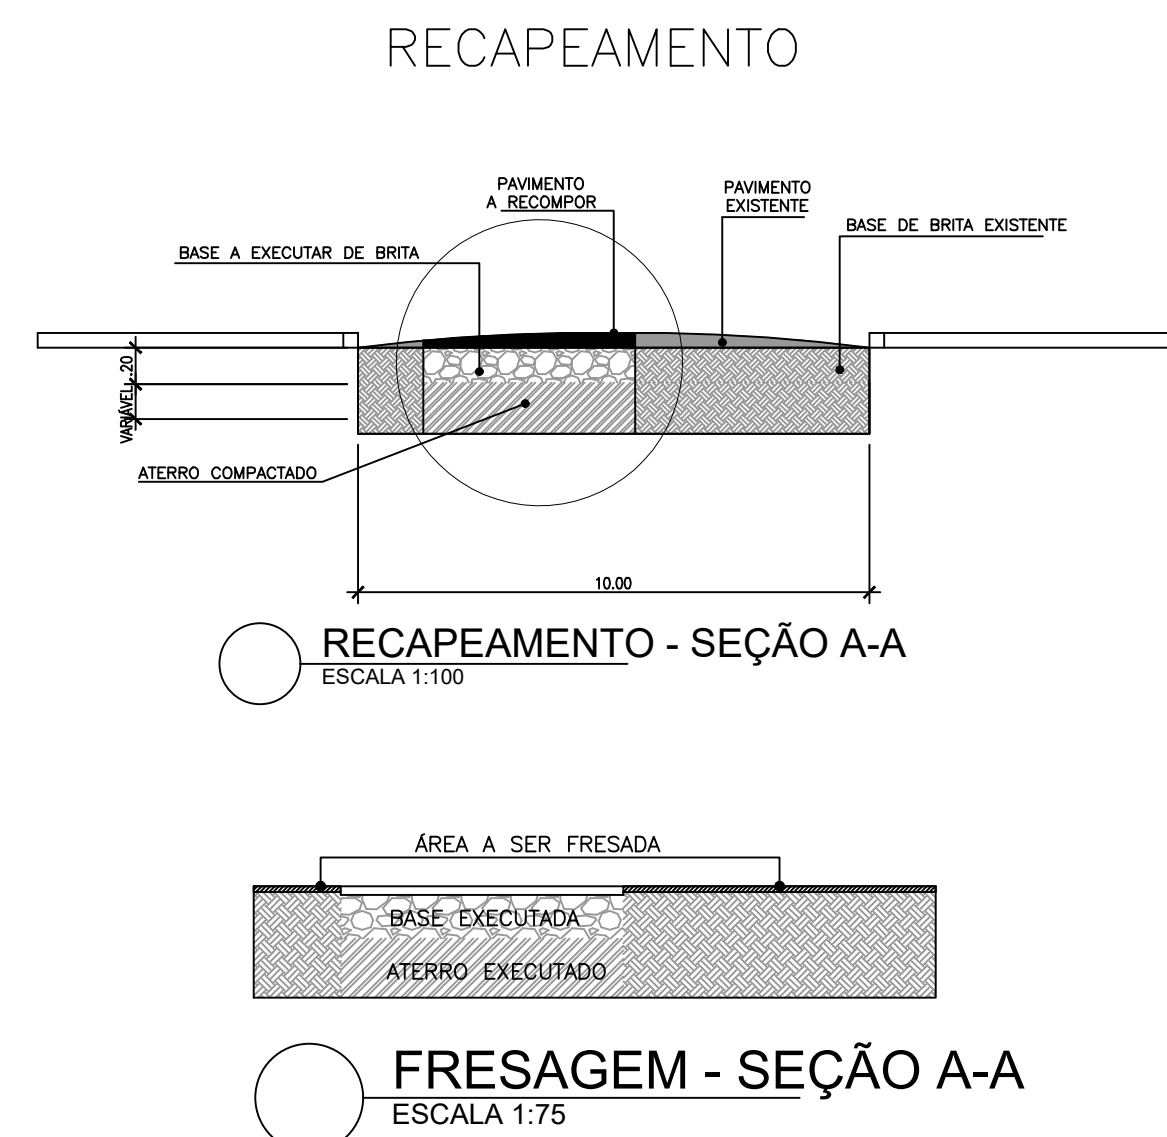 RECAPEAMENTO
PAVIMENTO
A RECOMPOR
PAVIMENTO
EXISTENTE
BASE DE BRITA EXISTENTE
BASE A EXECUTAR DE BRITA
.20
VARIÁVEL
ATERRO COMPACTADO
10.00
RECAPEAMENTO - SEÇÃO A-A
ESCALA 1:100
ÁREA A SER FRESADA
BASE EXECUTADA
ATERRO EXECUTADO
FRESAGEM - SEÇÃO A-A
ESCALA 1:75